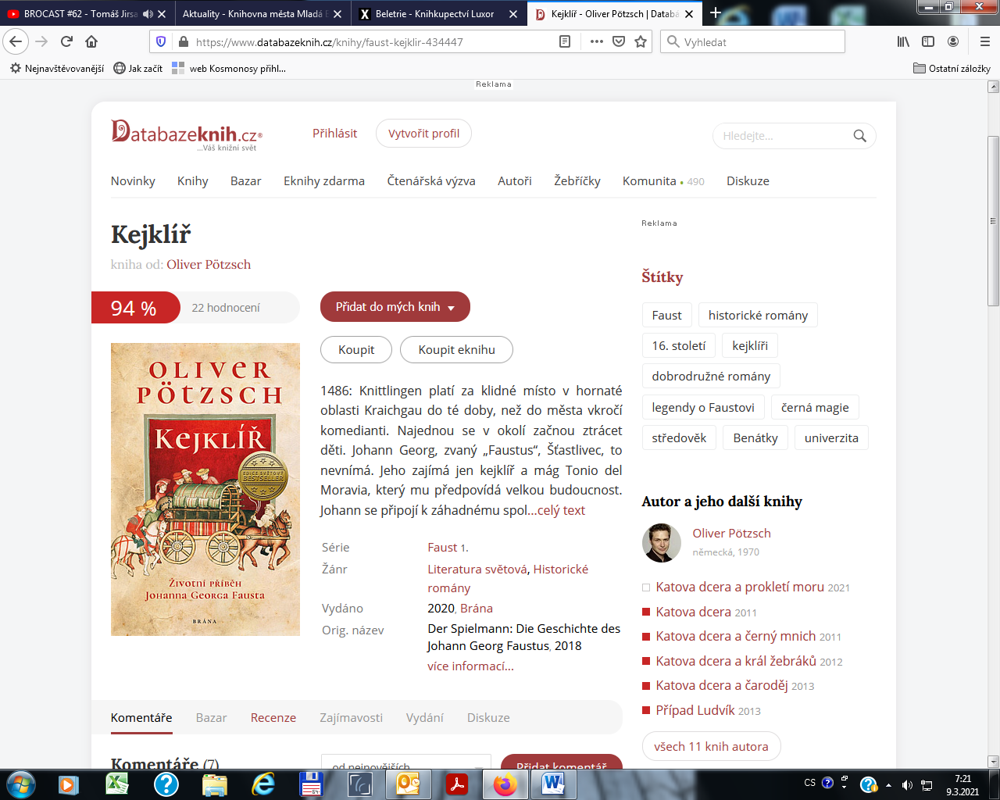 BROCAST #62 - Tomáš Jirsa
Aktuality - Knihovna města Mladá B
Beletrie - Knihkupectví Luxor
Kejklíř - Oliver Pötzsch | Databá
https://www.databazeknih.cz/knihy/faust-kejklir-434447
Vyhledat
Nejnavštěvovanější
Jak začít
web Kosmonosy přihl...
Ostatní záložky
Reklama
Databazeknih.cz®
...Váš knižní svět
Přihlásit
Vytvořit profil
Hledejte...
Novinky Knihy Bazar Eknihy zdarma Čtenářská výzva Autoři Žebříčky Komunita • 490 Diskuze
Kejklíř
kniha od: Oliver Pötzsch
94 %
22 hodnocení
Přidat do mých knih
Koupit
Koupit eknihu
OLIVER
PÖTZSCH
KEJKLÍŘ
EDICE SVĚTOVÝ
BESTSELLER
ŽIVOTNÍ PŘÍBĚH
JOHANNA GEORGA FAUSTA
BRÁNA
1486: Knittlingen platí za klidné místo v hornaté
oblasti Kraichgau do té doby, než do města vkročí
komedianti. Najednou se v okolí začnou ztrácet
děti. Johann Georg, zvaný „Faustus“, Šťastlivec, to
nevnímá. Jeho zajímá jen kejklíř a mág Tonio del
Moravia, který mu předpovídá velkou budoucnost.
Johann se připojí k záhadnému spol...celý text
Série Faust 1.
Žánr Literatura světová, Historické
romány
Vydáno 2020, Brána
Orig. název Der Spielmann: Die Geschichte des
Johann Georg Faustus, 2018
více informací...
Komentáře Bazar Recenze Zajímavosti Vydání Diskuze
Komentáře (7)
od nejnovějších
Přidat komentář
Reklama
Štítky
Faust historické romány
16. století kejklíři
dobrodružné romány
legendy o Faustovi černá magie
středověk Benátky univerzita
Autor a jeho další knihy
Oliver Pötzsch
německá, 1970
Katova dcera a prokletí moru 2021
Katova dcera 2011
Katova dcera a černý mnich 2011
Katova dcera a král žebráků 2012
Katova dcera a čaroděj 2013
Případ Ludvík 2013
všech 11 knih autora
CS
7:21
9.3.2021